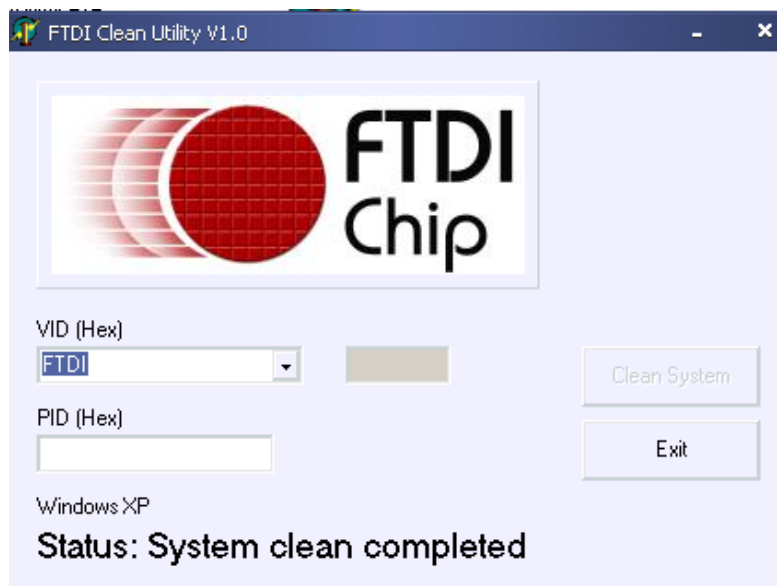 FTDI Clean Utility V1.0
FTDI
Chip
VID (Hex)
FTDI
Clean System
PID (Hex)
Exit
Windows XP
Status: System clean completed